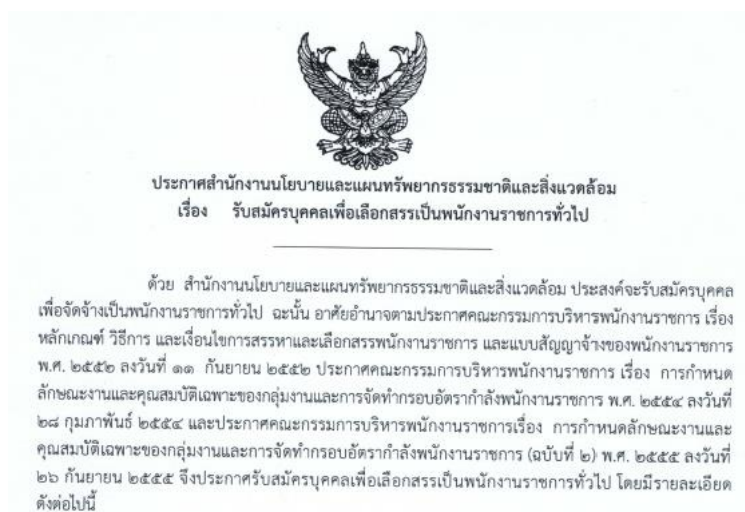 ประกาศสำนักงานนโยบายและแผนทรัพยากรธรรมชาติและสิ่งแวดล้อม
เรื่อง รับสมัครบุคคลเพื่อเลือกสรรเป็นพนักงานราชการทั่วไป
ด้วย สำนักงานนโยบายและแผนทรัพยากรธรรมชาติและสิ่งแวดล้อม ประสงค์จะรับสมัครบุคคล
เพื่อจัดจ้างเป็นพนักงานราชการทั่วไป ฉะนั้น อาศัยอำนาจตามประกาศคณะกรรมการบริหารพนักงานราชการ เรื่อง
หลักเกณฑ์ วิธีการ และเงื่อนไขการสรรหาและเลือกสรรพนักงานราชการ และแบบสัญญาจ้างของพนักงานราชการ
พ.ศ. ๒๕๕๒ ลงวันที่ ๑๑ กันยายน ๒๕๕๒ ประกาศคณะกรรมการบริหารพนักงานราชการ เรื่อง การกำหนด
ลักษณะงานและคุณสมบัติเฉพาะของกลุ่มงานและการจัดทำกรอบอัตรากำลังพนักงานราชการ พ.ศ. ๒๕๕๔ ลงวันที่
๒๘ กุมภาพันธ์ ๒๕๕๔ และประกาศคณะกรรมการบริหารพนักงานราชการเรื่อง การกำหนดลักษณะงานและ
คุณสมบัติเฉพาะของกลุ่มงานและการจัดทำกรอบอัตรากำลังพนักงานราชการ (ฉบับที่ ๒) พ.ศ. ๒๕๕๕ ลงวันที่
๒๖ กันยายน ๒๕๕๕ จึงประกาศรับสมัครบุคคลเพื่อเลือกสรรเป็นพนักงานราชการทั่วไป โดยมีรายละเอียด
ดังต่อไปนี้